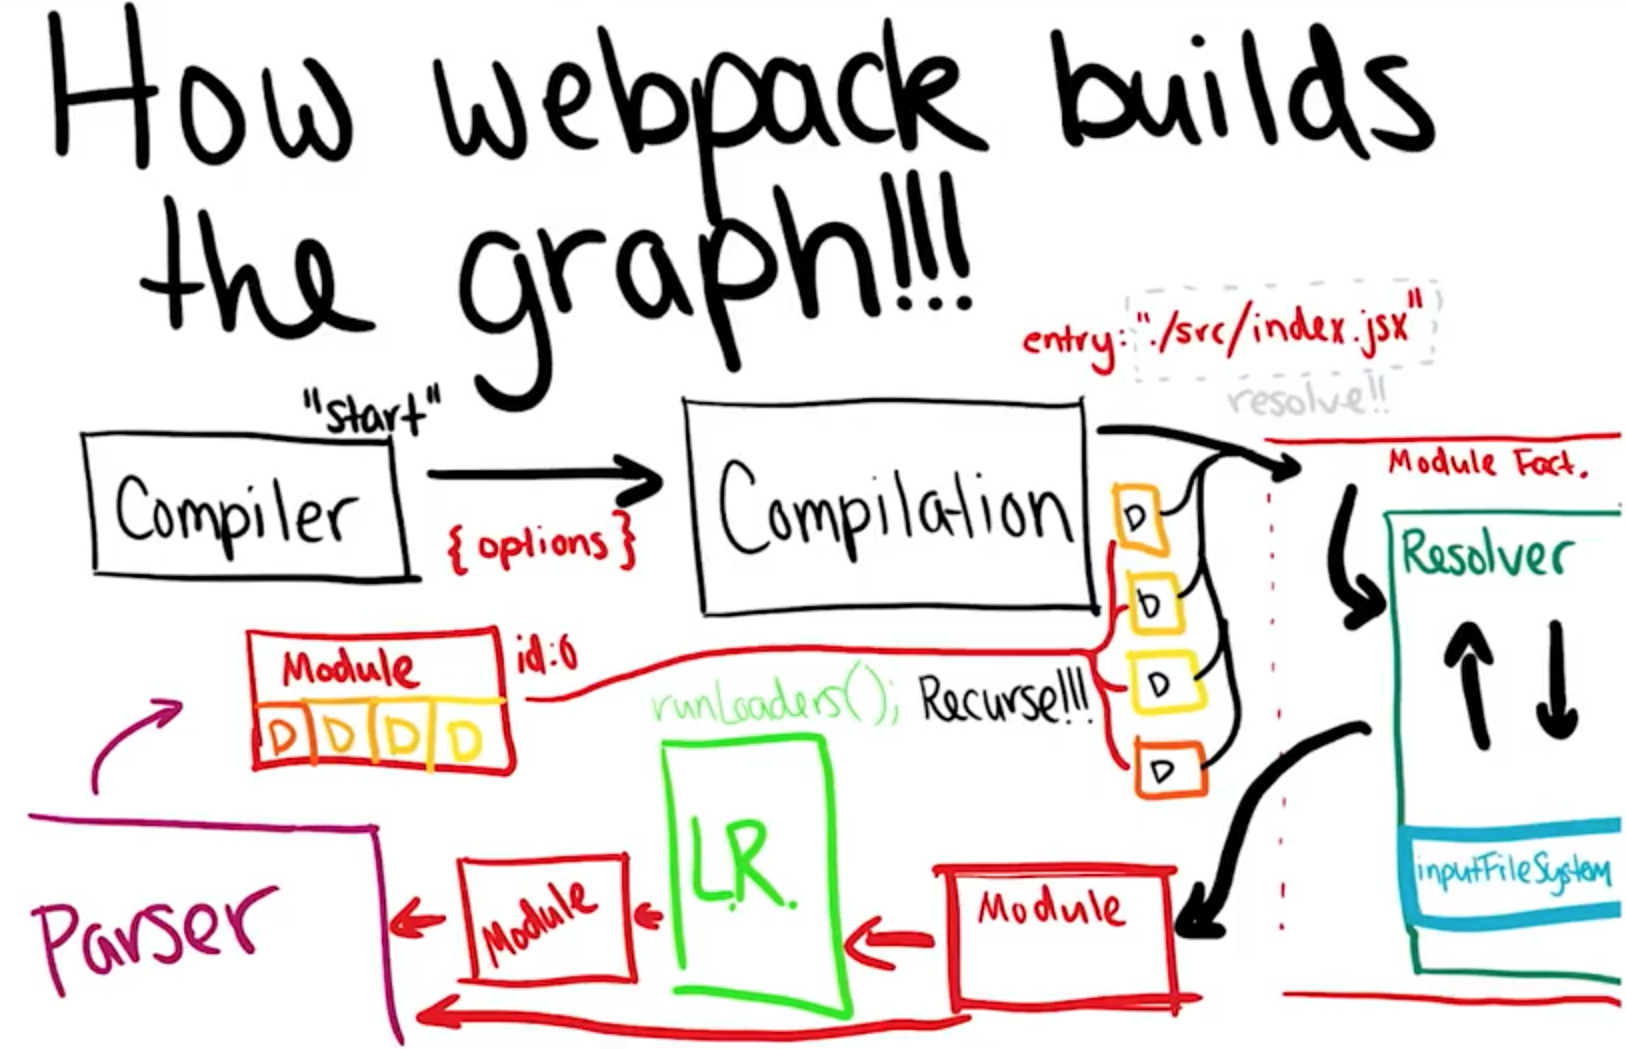 How webpack builds
the graph!!!
entry: "./src/index.jsx"
resolve!!
"start"
Compiler
{ options }
Compilation
Module Fact.
Resolver
inputFileSystem
D
D
D
D
Module
id:0
D D D D
runLoaders();
Recurse!!!
L.R.
Module
Module
Parser